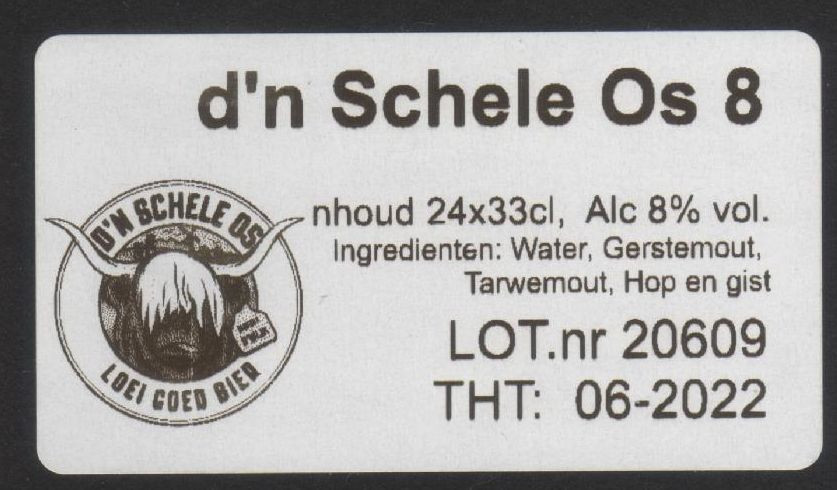 d'n Schele Os 8
D'N SCHELE OS
LOEI GOED BIER
nhoud 24x33cl, Alc 8% vol.
Ingredienten: Water, Gerstemout,
Tarwemout, Hop en gist
LOT.nr 20609
THT: 06-2022